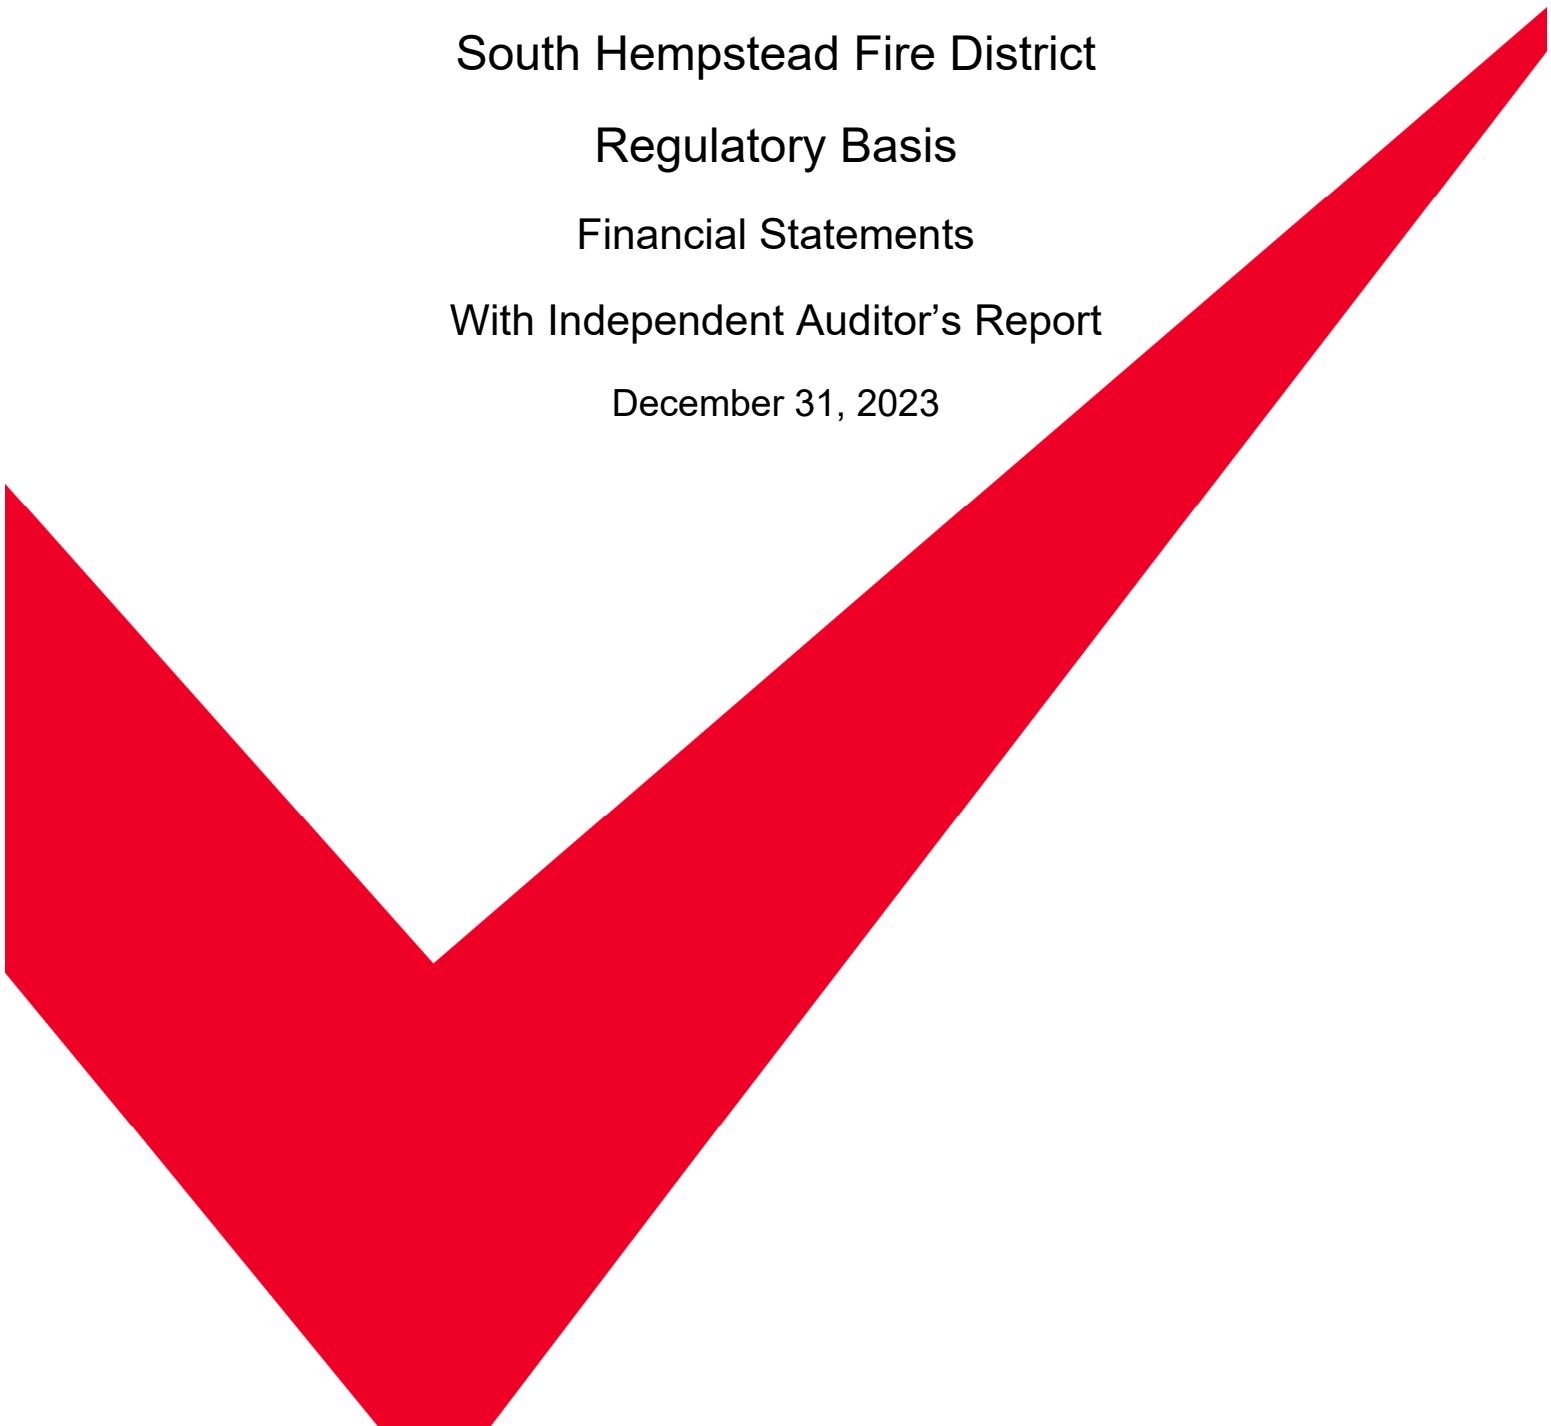 South Hempstead Fire District
Regulatory Basis
Financial Statements
With Independent Auditor’s Report
December 31, 2023